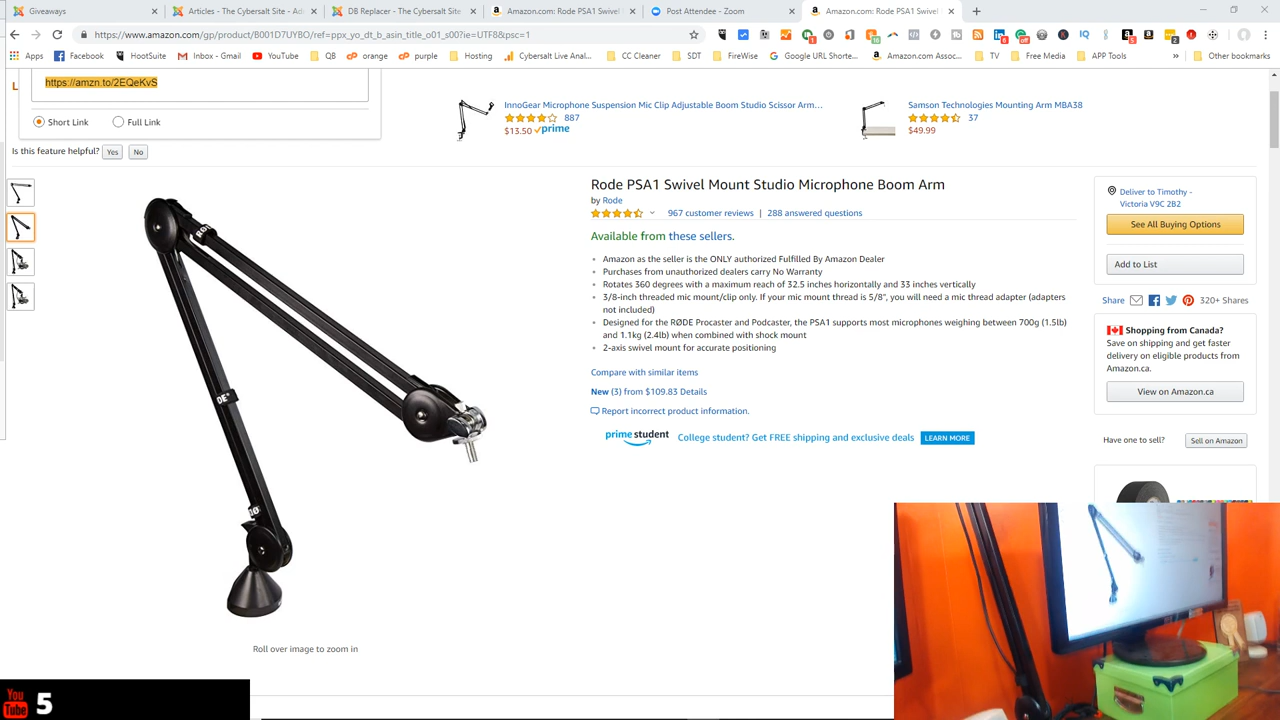 Giveaways
Articles - The Cybersalt Site - Ad
DB Replacer - The Cybersalt Site
Amazon.com: Rode PSA1 Swivel
Post Attendee - Zoom
Amazon.com: Rode PSA1 Swivel
https://www.amazon.com/gp/product/B001D7UYBO/ref=ppx_yo_dt_b_asin_title_o01_s00?ie=UTF8&psc=1
Apps Facebook HootSuite Inbox - Gmail YouTube QB orange purple Hosting Cybersalt Live Anal... CC Cleaner SDT FireWise Google URL Shorte... Amazon.com Assoc... TV Free Media APP Tools » Other bookmarks
https://amzn.to/2EQeKvS
Short Link Full Link
Is this feature helpful? Yes No
InnoGear Microphone Suspension Mic Clip Adjustable Boom Studio Scissor Arm…
887
$13.50 prime
Samson Technologies Mounting Arm MBA38
37
$49.99
Rode PSA1 Swivel Mount Studio Microphone Boom Arm
by Rode
967 customer reviews | 288 answered questions
Available from these sellers.
Amazon as the seller is the ONLY authorized Fulfilled By Amazon Dealer
Purchases from unauthorized dealers carry No Warranty
Rotates 360 degrees with a maximum reach of 32.5 inches horizontally and 33 inches vertically
3/8-inch threaded mic mount/clip only. If your mic mount thread is 5/8", you will need a mic thread adapter (adapters
not included)
Designed for the RØDE Procaster and Podcaster, the PSA1 supports most microphones weighing between 700g (1.5lb)
and 1.1kg (2.4lb) when combined with shock mount
2-axis swivel mount for accurate positioning
Compare with similar items
New (3) from $109.83 Details
Report incorrect product information.
prime student College student? Get FREE shipping and exclusive deals LEARN MORE
Deliver to Timothy -
Victoria V9C 2B2
See All Buying Options
Add to List
Share 320+ Shares
Shopping from Canada?
Save on shipping and get faster
delivery on eligible products from
Amazon.ca.
View on Amazon.ca
Have one to sell? Sell on Amazon
Roll over image to zoom in
You Tube 5